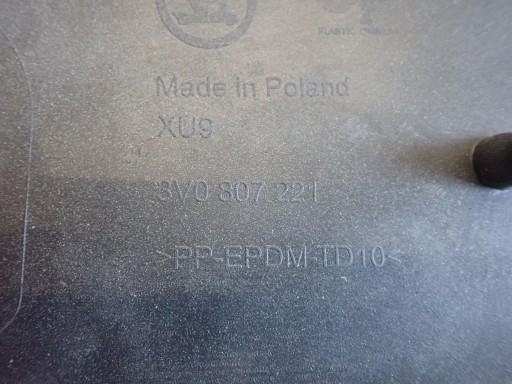 Made in Poland
XU9
3V0 807 221
>PP-EPDM-TD10<